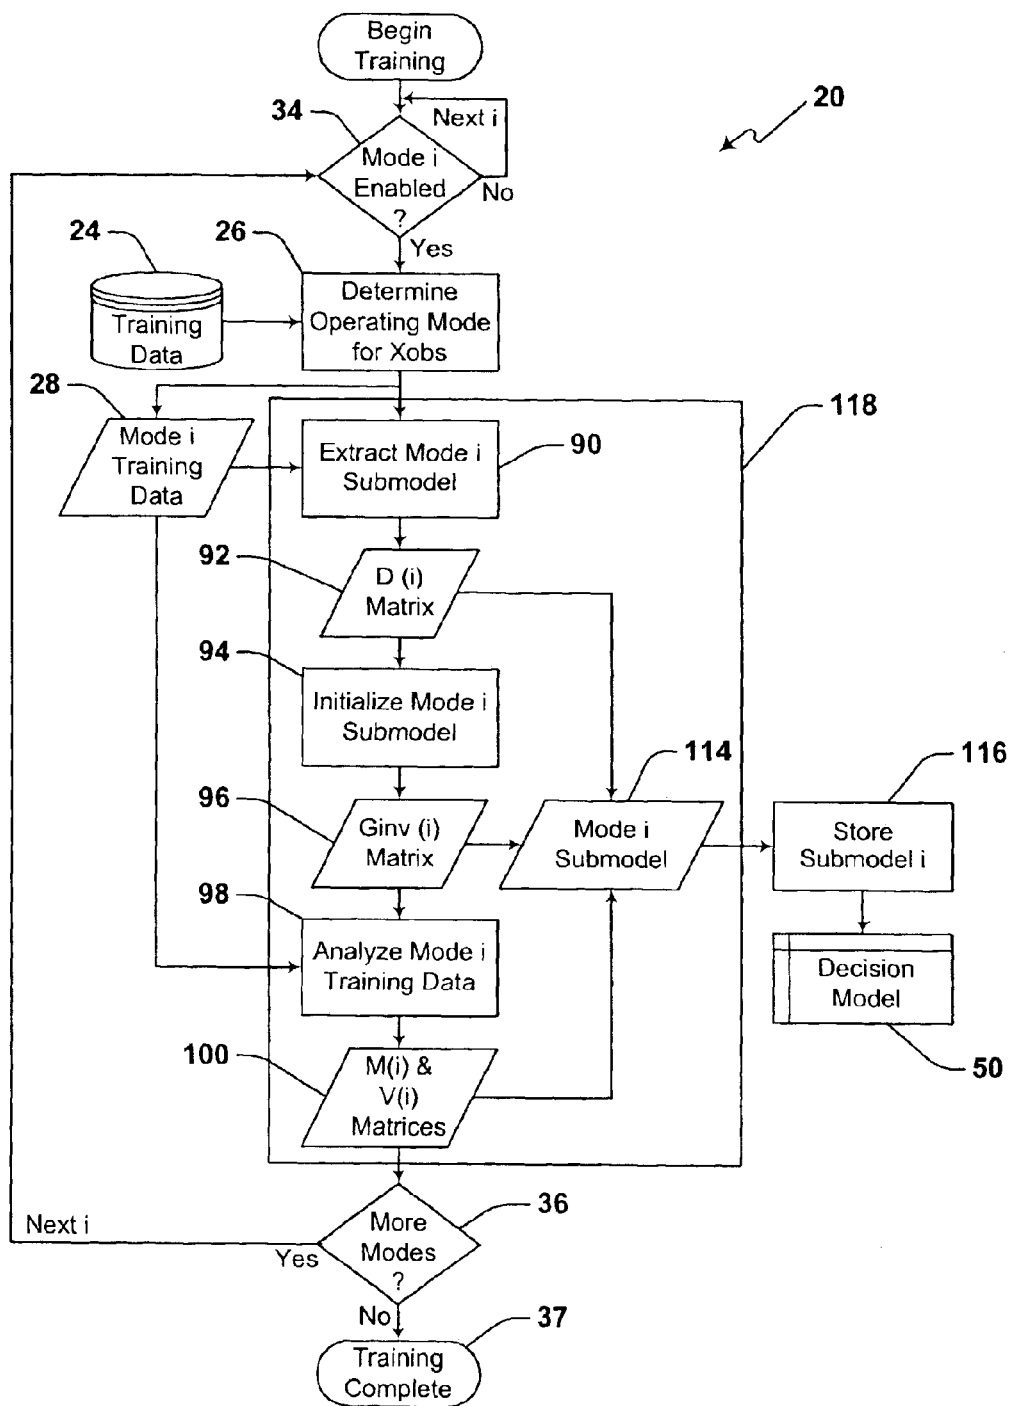 Begin
Training
20
34
Next i
Mode i
Enabled
?
No
Yes
24
26
Training
Data
Determine
Operating Mode
for Xobs
28
118
Mode i
Training
Data
Extract Mode i
Submodel
90
92
D (i)
Matrix
94
Initialize Mode i
Submodel
114
116
96
Ginv (i)
Matrix
Mode i
Submodel
Store
Submodel i
98
Analyze Mode i
Training Data
Decision
Model
100
M(i) &
V(i)
Matrices
50
36
Next i
More
Modes
?
Yes
No
37
Training
Complete